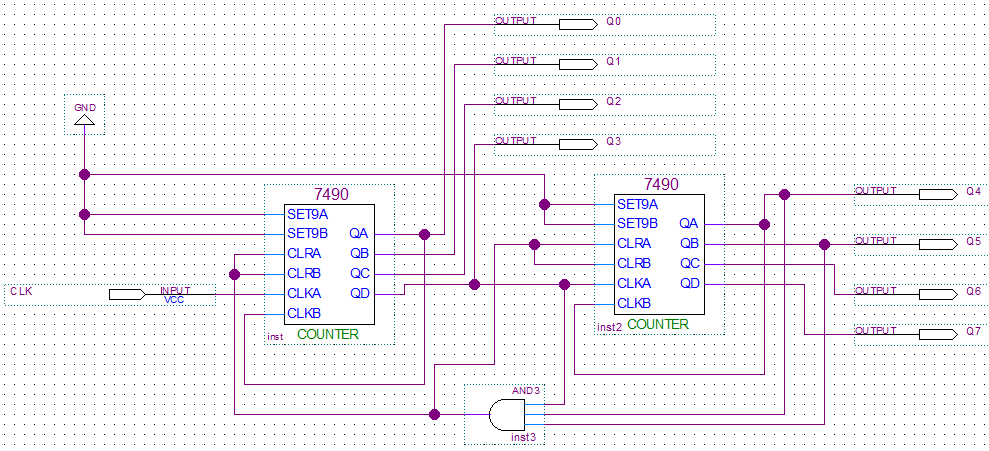 OUTPUT Q0
OUTPUT Q1
OUTPUT Q2
OUTPUT Q3
GND
7490
SET9A
SET9B QA
CLRA QB
CLRB QC
CLKA QD
CLKB
inst COUNTER
CLK INPUT
VCC
7490
SET9A
SET9B QA
CLRA QB
CLRB QC
CLKA QD
CLKB
inst2 COUNTER
OUTPUT Q4
OUTPUT Q5
OUTPUT Q6
OUTPUT Q7
AND3
inst3